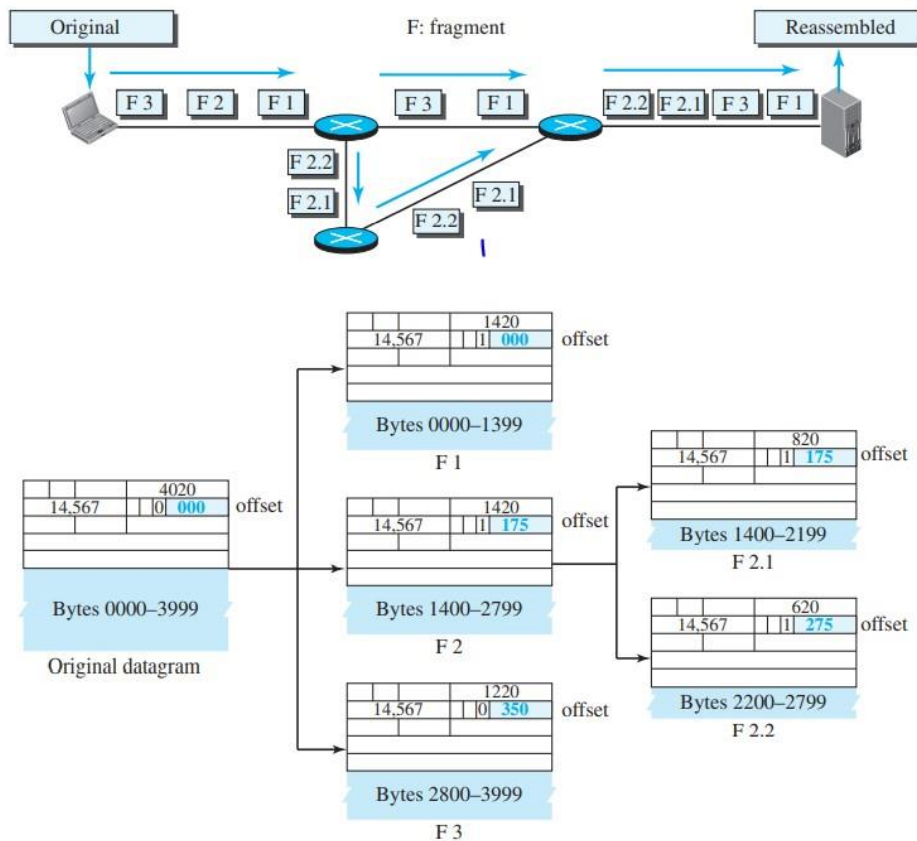 Original
F: fragment
Reassembled
F 3 F 2 F 1
F 3 F 1
F 2.2 F 2.1 F 3 F 1
F 2.2
F 2.1
F 2.1
F 2.2
1420
14,567 1 000 offset
Bytes 0000–1399
F 1
4020
14,567 0 000 offset
Bytes 0000–3999
Original datagram
1420
14,567 1 175 offset
Bytes 1400–2799
F 2
1220
14,567 0 350 offset
Bytes 2800–3999
F 3
820
14,567 1 175 offset
Bytes 1400–2199
F 2.1
620
14,567 1 275 offset
Bytes 2200–2799
F 2.2